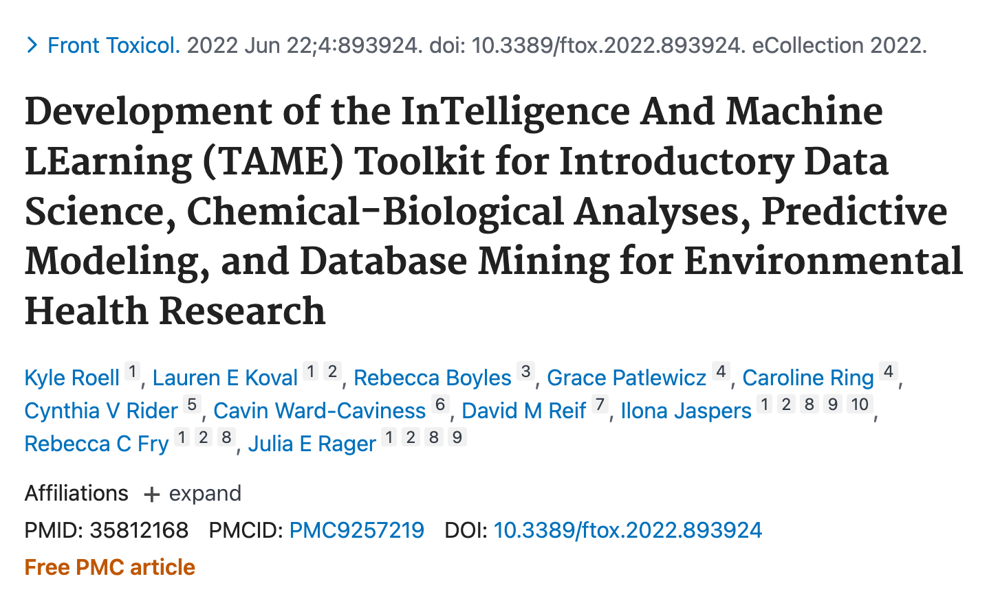 > Front Toxicol. 2022 Jun 22;4:893924. doi: 10.3389/ftox.2022.893924. eCollection 2022.
Development of the InTelligence And Machine
LEarning (TAME) Toolkit for Introductory Data
Science, Chemical-Biological Analyses, Predictive
Modeling, and Database Mining for Environmental
Health Research
Kyle Roell 1, Lauren E Koval 1 2, Rebecca Boyles 3, Grace Patlewicz 4, Caroline Ring 4,
Cynthia V Rider 5, Cavin Ward-Caviness 6, David M Reif 7, Ilona Jaspers 1 2 8 9 10,
Rebecca C Fry 1 2 8, Julia E Rager 1 2 8 9
Affiliations + expand
PMID: 35812168 PMCID: PMC9257219 DOI: 10.3389/ftox.2022.893924
Free PMC article